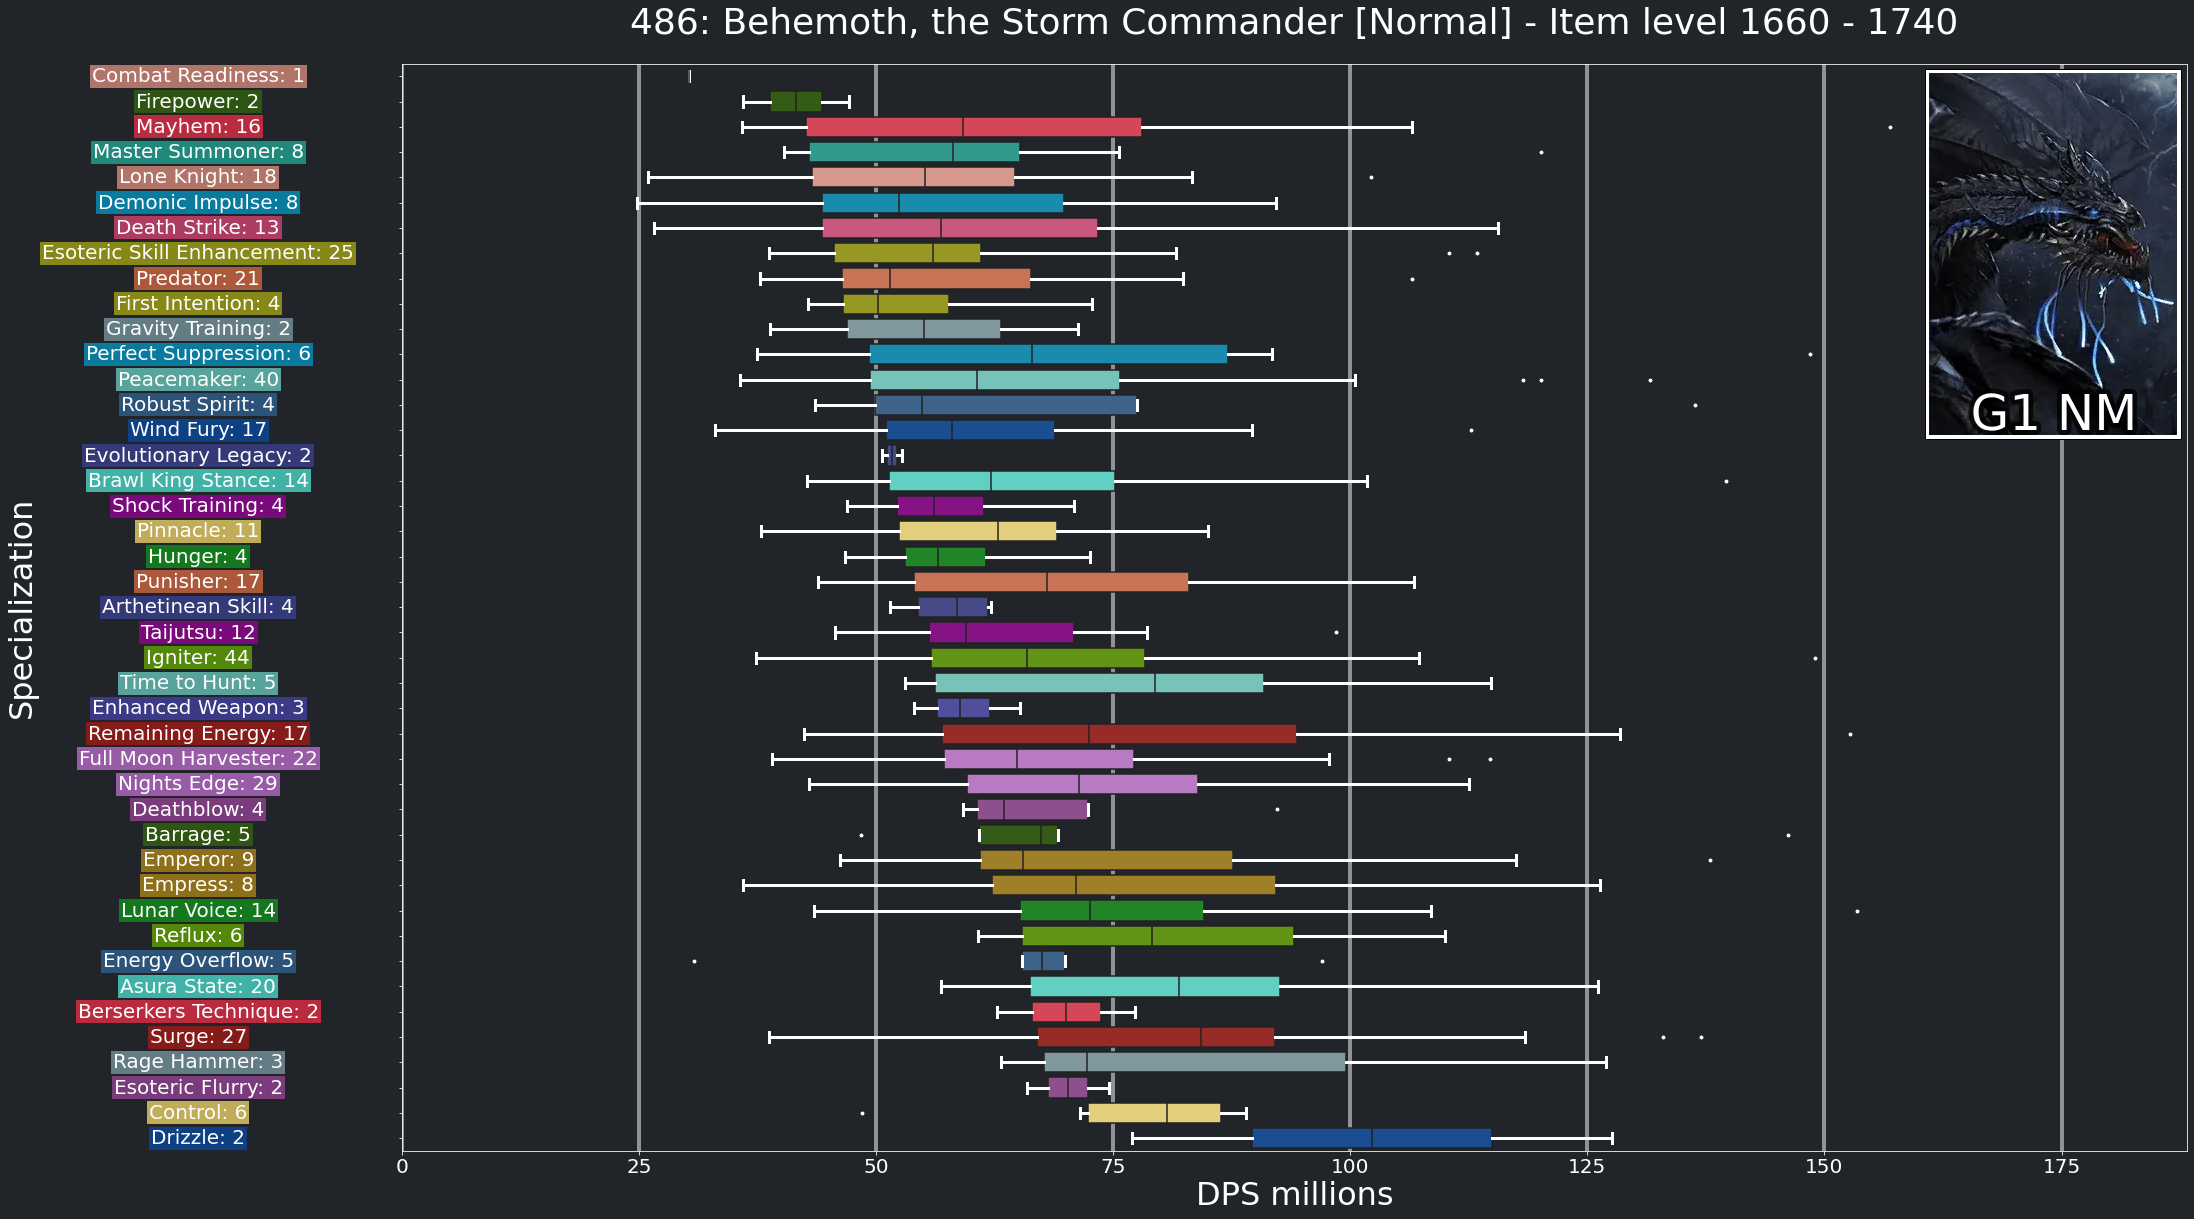 486: Behemoth, the Storm Commander [Normal] - Item level 1660 - 1740
Combat Readiness: 1
Firepower: 2
Mayhem: 16
Master Summoner: 8
Lone Knight: 18
Demonic Impulse: 8
Death Strike: 13
Esoteric Skill Enhancement: 25
Predator: 21
First Intention: 4
Gravity Training: 2
Perfect Suppression: 6
Peacemaker: 40
Robust Spirit: 4
Wind Fury: 17
Evolutionary Legacy: 2
Brawl King Stance: 14
Shock Training: 4
Pinnacle: 11
Hunger: 4
Punisher: 17
Arthetinean Skill: 4
Taijutsu: 12
Igniter: 44
Time to Hunt: 5
Enhanced Weapon: 3
Remaining Energy: 17
Full Moon Harvester: 22
Nights Edge: 29
Deathblow: 4
Barrage: 5
Emperor: 9
Empress: 8
Lunar Voice: 14
Reflux: 6
Energy Overflow: 5
Asura State: 20
Berserkers Technique: 2
Surge: 27
Rage Hammer: 3
Esoteric Flurry: 2
Control: 6
Drizzle: 2
Specialization
G1 NM
0 25 50 75 100 125 150 175
DPS millions